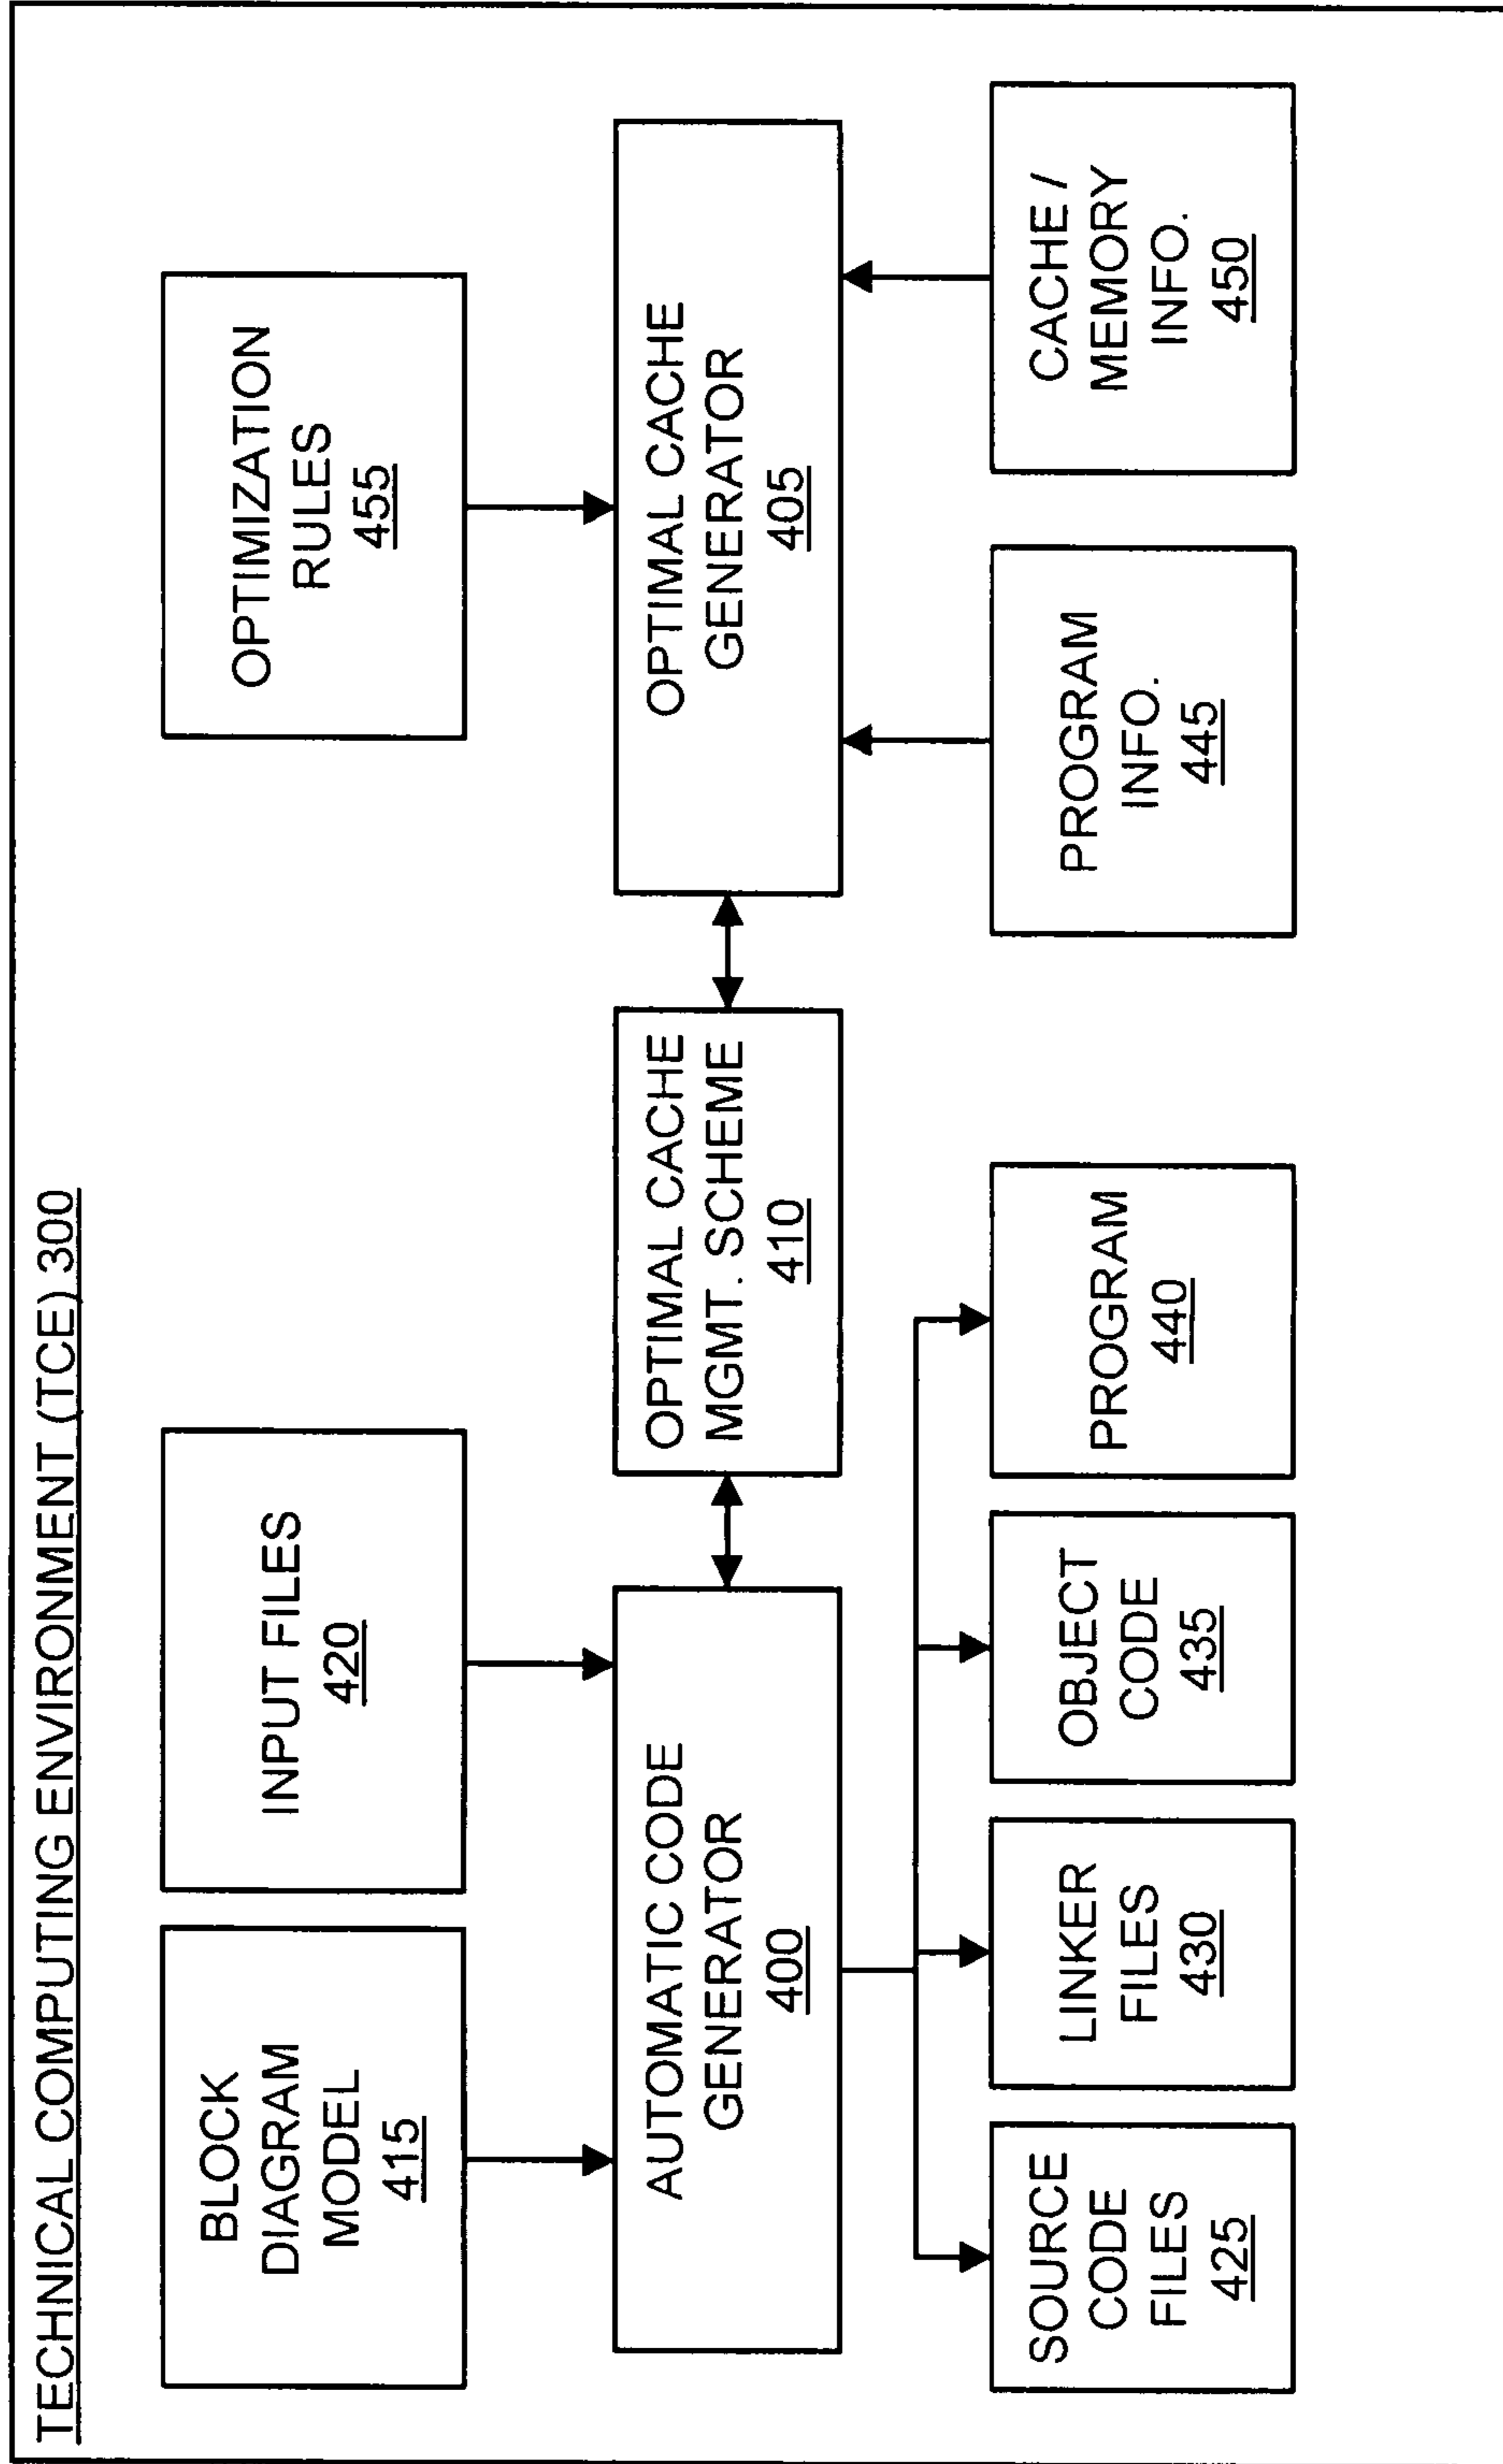 TECHNICAL COMPUTING ENVIRONMENT (TCE) 300
BLOCK
DIAGRAM
MODEL
415
INPUT FILES
420
OPTIMIZATION
RULES
455
AUTOMATIC CODE
GENERATOR
400
OPTIMAL CACHE
MGMT. SCHEME
410
OPTIMAL CACHE
GENERATOR
405
SOURCE
CODE
FILES
425
LINKER
FILES
430
OBJECT
CODE
435
PROGRAM
440
PROGRAM
INFO.
445
CACHE /
MEMORY
INFO.
450